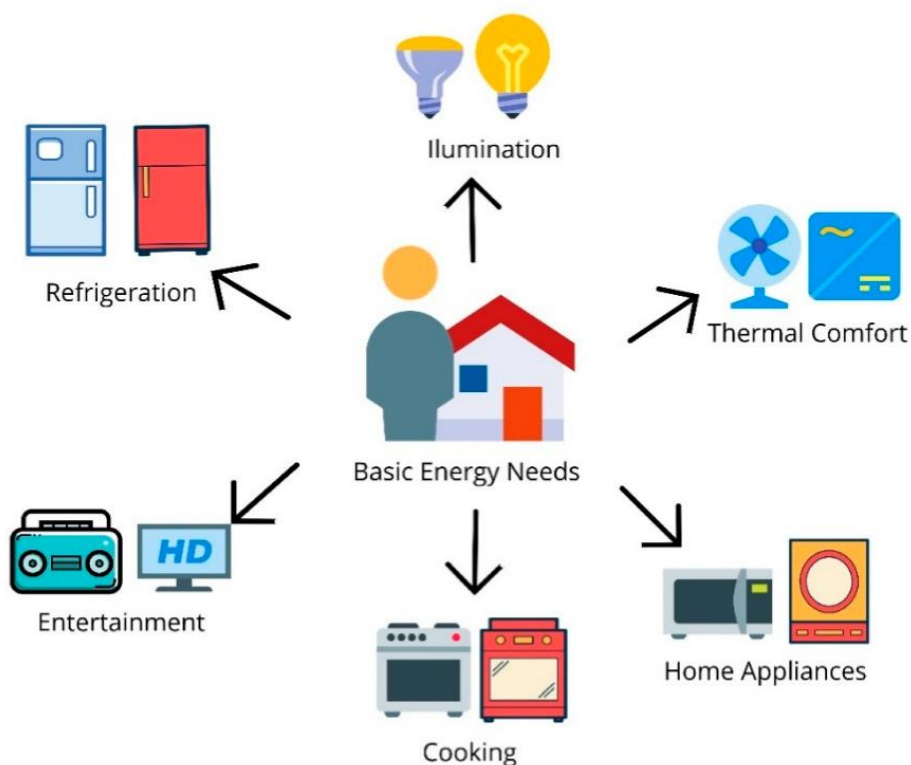 Ilumination
Refrigeration
Thermal Comfort
Basic Energy Needs
HD
Entertainment
Home Appliances
Cooking